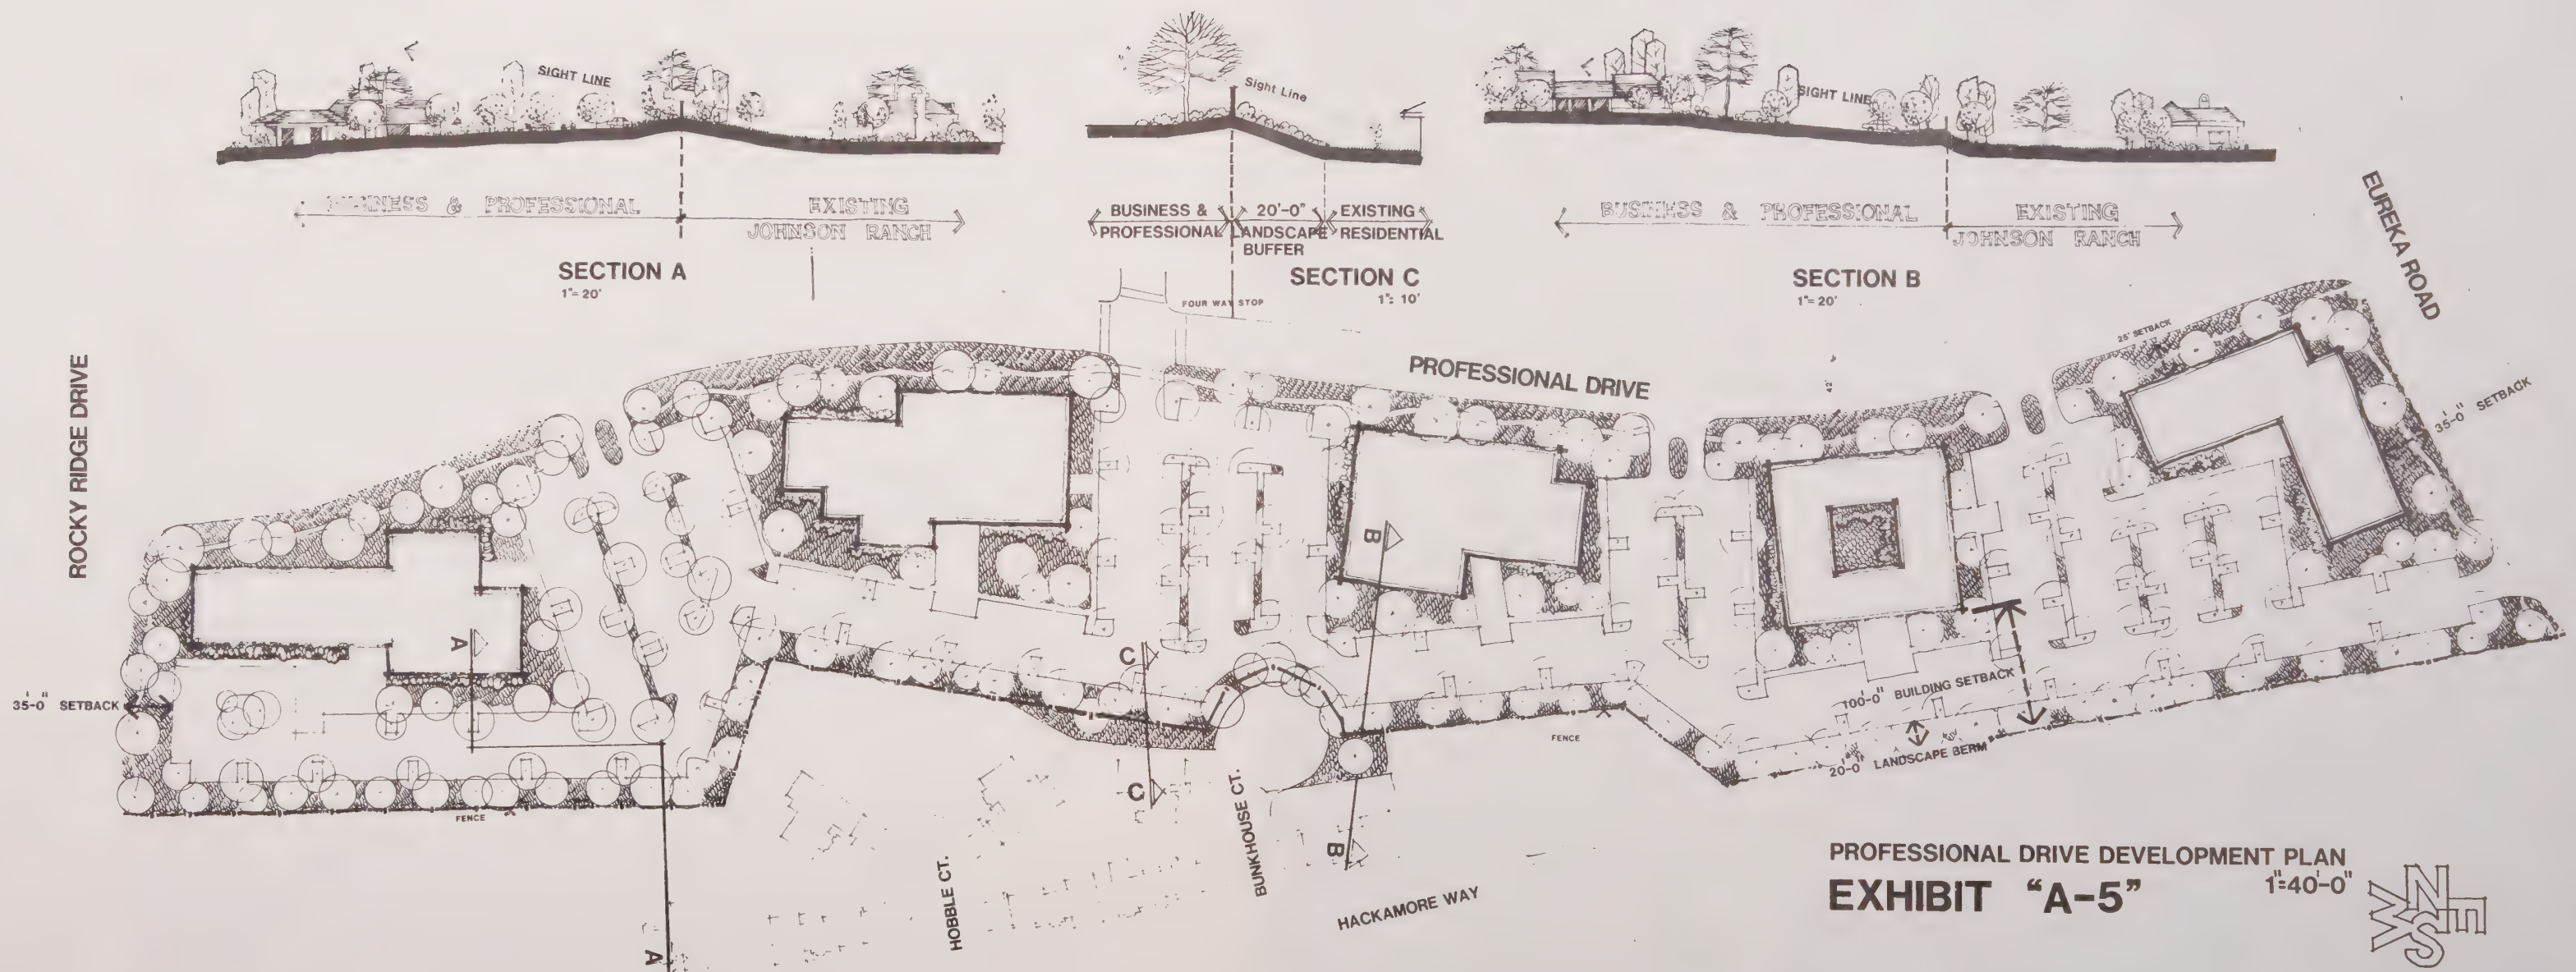 SIGHT LINE
Sight Line
SIGHT LINE
BUSINESS & PROFESSIONAL
EXISTING
JOHNSON RANCH
BUSINESS &
PROFESSIONAL
20'-0"
LANDSCAPE
BUFFER
EXISTING
RESIDENTIAL
BUSINESS & PROFESSIONAL
EXISTING
JOHNSON RANCH
SECTION A
1"= 20'
SECTION C
1"= 10'
SECTION B
1"= 20'
FOUR WAY STOP
EUREKA ROAD
ROCKY RIDGE DRIVE
PROFESSIONAL DRIVE
25' SETBACK
35'-0" SETBACK
B
A
C
35'-0" SETBACK
100'-0" BUILDING SETBACK
20'-0" LANDSCAPE BERM
FENCE
FENCE
C
B
A
HOBBLE CT.
BUNKHOUSE CT.
HACKAMORE WAY
PROFESSIONAL DRIVE DEVELOPMENT PLAN
1"=40'-0"
EXHIBIT "A-5"
N
W E
S